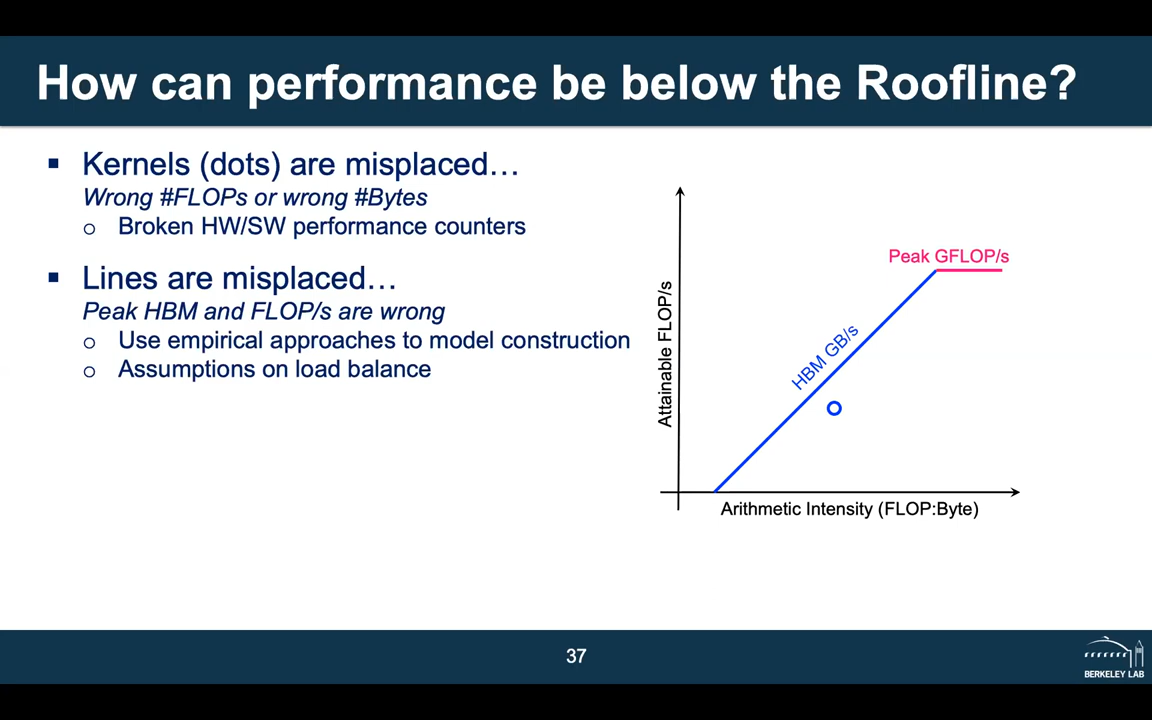 How can performance be below the Roofline?
▪ Kernels (dots) are misplaced…
Wrong #FLOPs or wrong #Bytes
o Broken HW/SW performance counters
▪ Lines are misplaced…
Peak HBM and FLOP/s are wrong
o Use empirical approaches to model construction
o Assumptions on load balance
Attainable FLOP/s
Peak GFLOP/s
HBM GB/s
Arithmetic Intensity (FLOP:Byte)
37
BERKELEY LAB